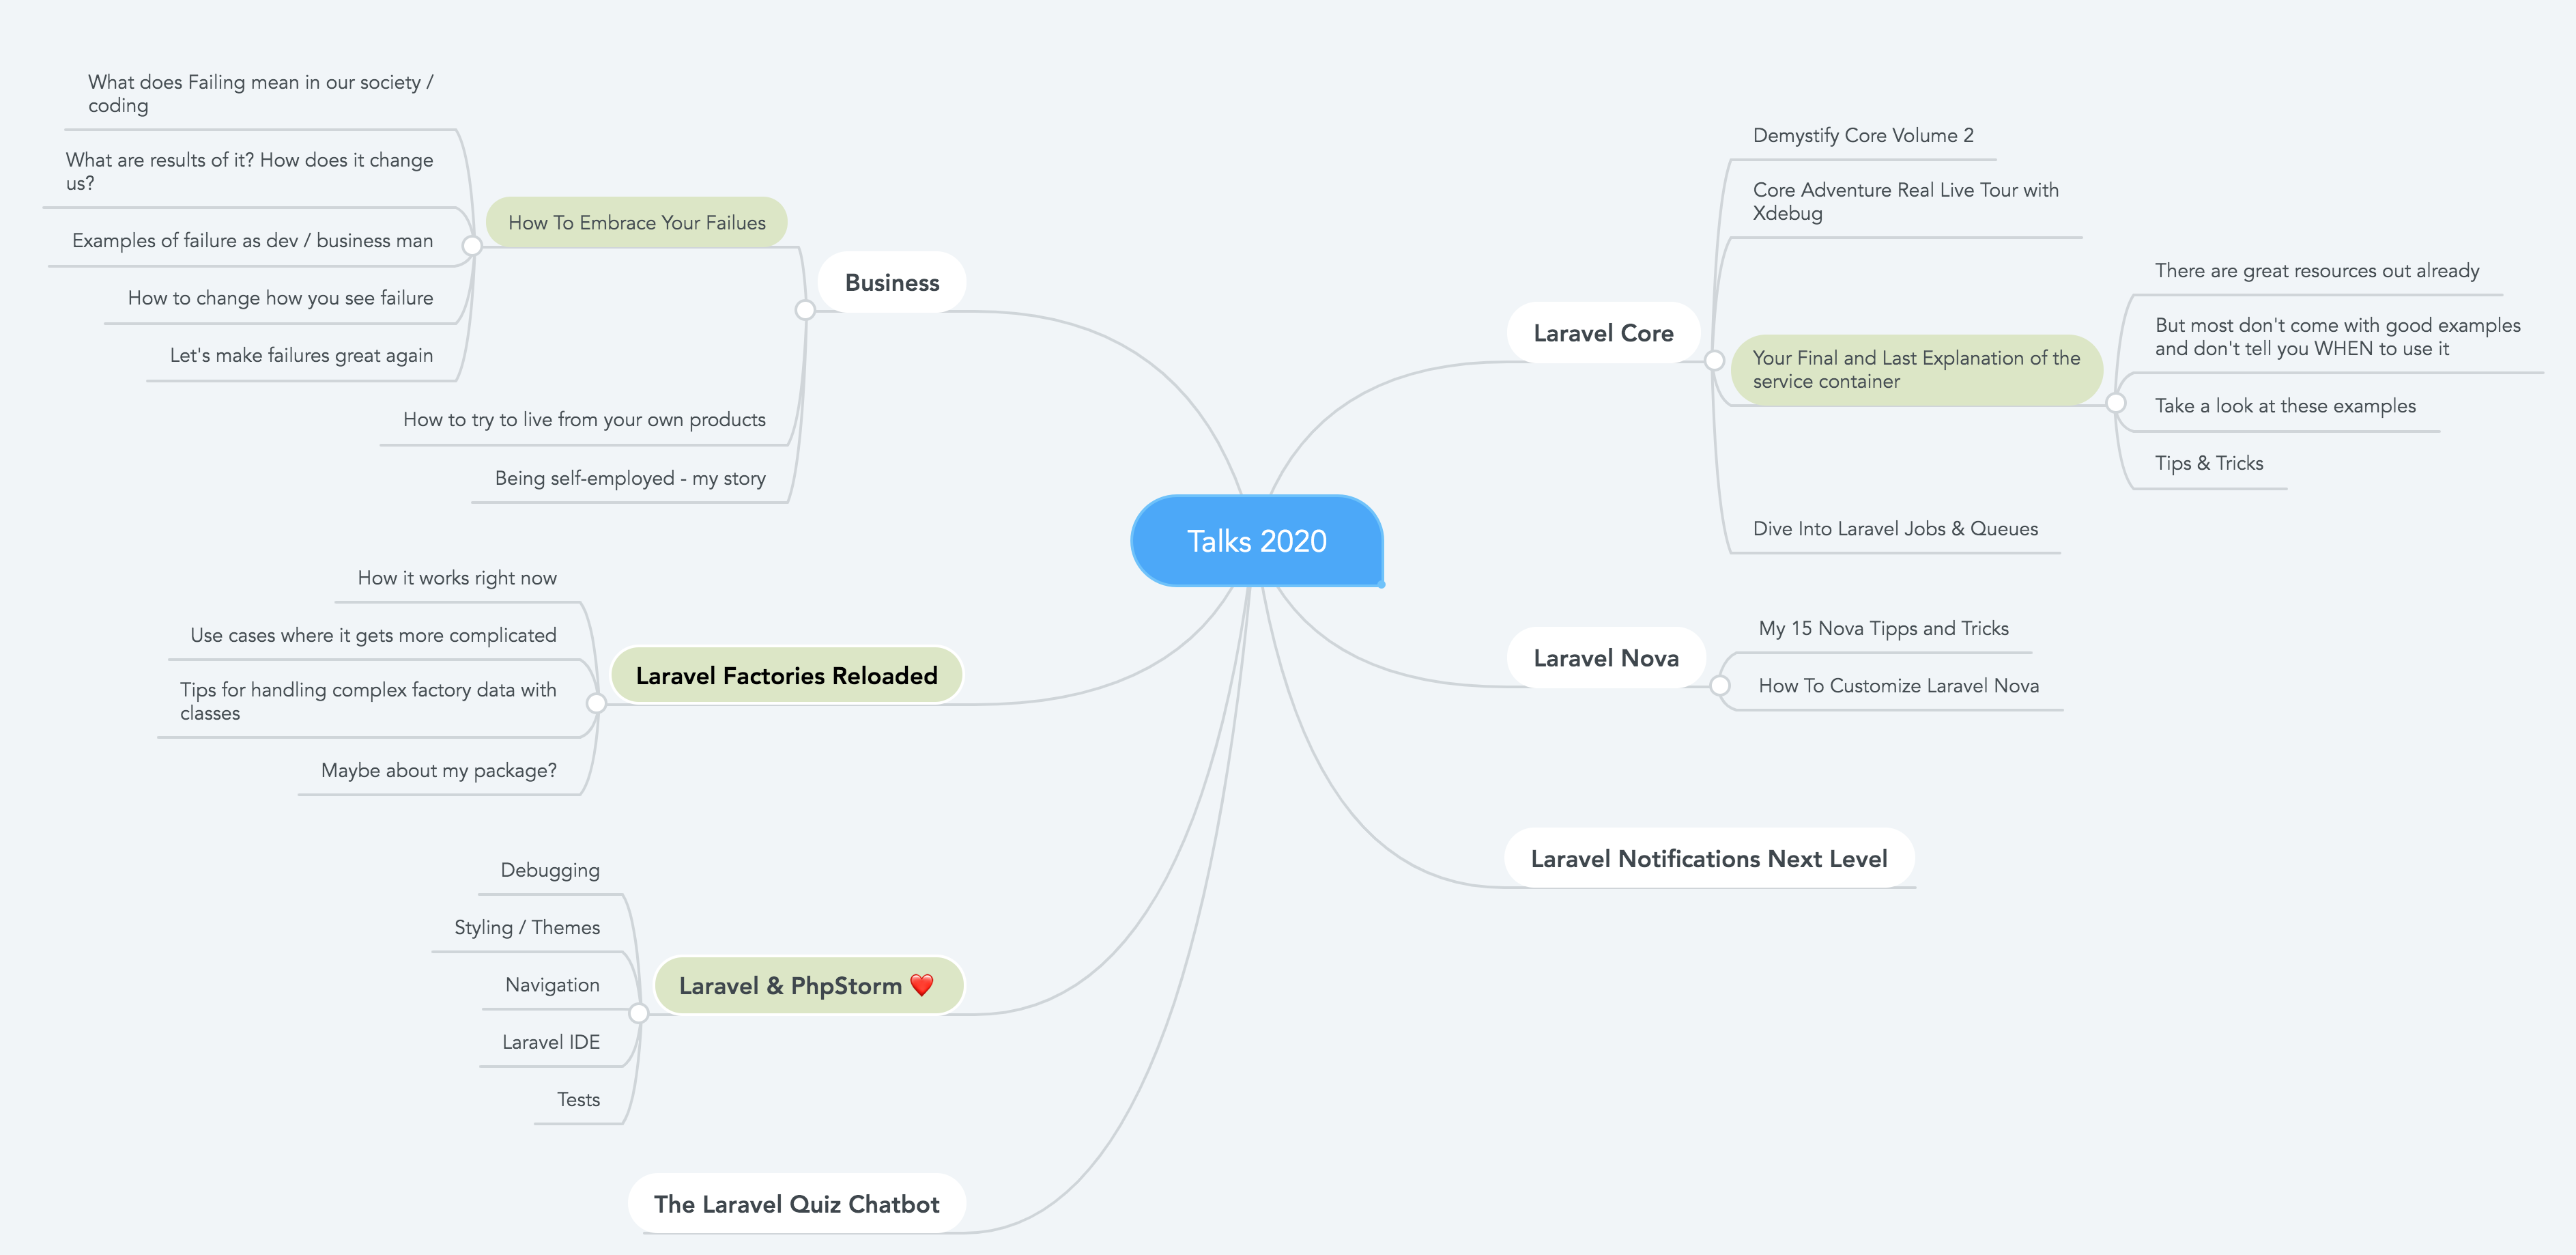 Talks 2020
Business
How To Embrace Your Failues
What does Failing mean in our society /
coding
What are results of it? How does it change
us?
Examples of failure as dev / business man
How to change how you see failure
Let's make failures great again
How to try to live from your own products
Being self-employed - my story
Laravel Factories Reloaded
How it works right now
Use cases where it gets more complicated
Tips for handling complex factory data with
classes
Maybe about my package?
Laravel & PhpStorm ❤️
Debugging
Styling / Themes
Navigation
Laravel IDE
Tests
The Laravel Quiz Chatbot
Laravel Core
Demystify Core Volume 2
Core Adventure Real Live Tour with
Xdebug
Your Final and Last Explanation of the
service container
There are great resources out already
But most don't come with good examples
and don't tell you WHEN to use it
Take a look at these examples
Tips & Tricks
Dive Into Laravel Jobs & Queues
Laravel Nova
My 15 Nova Tipps and Tricks
How To Customize Laravel Nova
Laravel Notifications Next Level